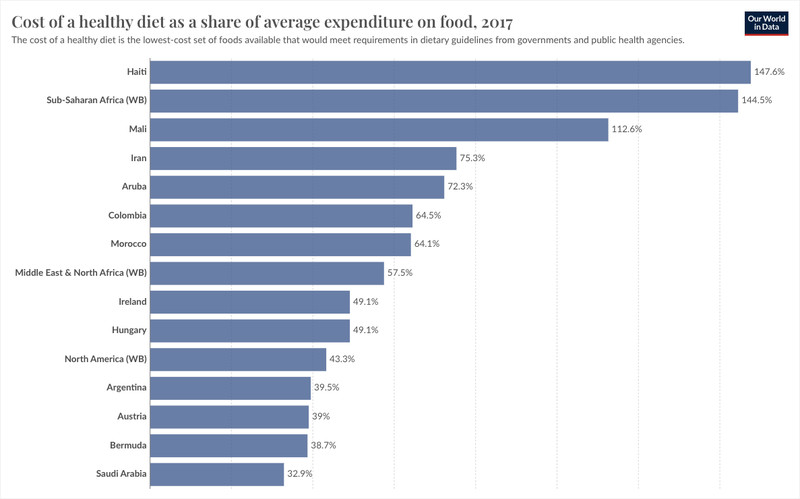 Cost of a healthy diet as a share of average expenditure on food, 2017
Our World
in Data
The cost of a healthy diet is the lowest-cost set of foods available that would meet requirements in dietary guidelines from governments and public health agencies.
Haiti 147.6%
Sub-Saharan Africa (WB) 144.5%
Mali 112.6%
Iran 75.3%
Aruba 72.3%
Colombia 64.5%
Morocco 64.1%
Middle East & North Africa (WB) 57.5%
Ireland 49.1%
Hungary 49.1%
North America (WB) 43.3%
Argentina 39.5%
Austria 39%
Bermuda 38.7%
Saudi Arabia 32.9%